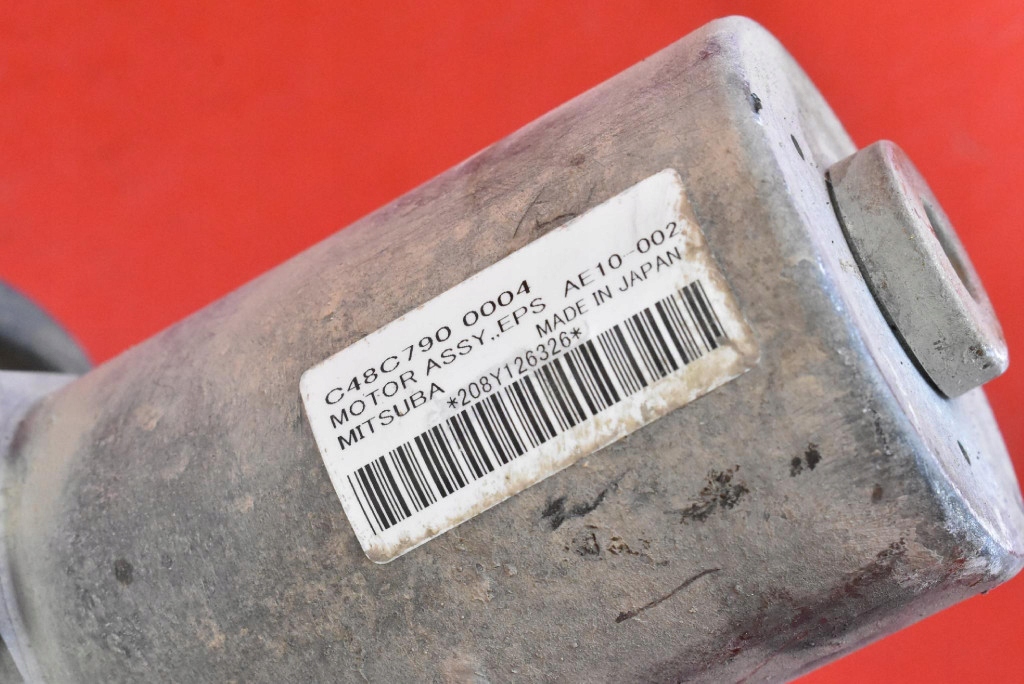 C48C790 0004
MOTOR ASSY.,EPS AE10-002
MITSUBA MADE IN JAPAN
*208Y126326*